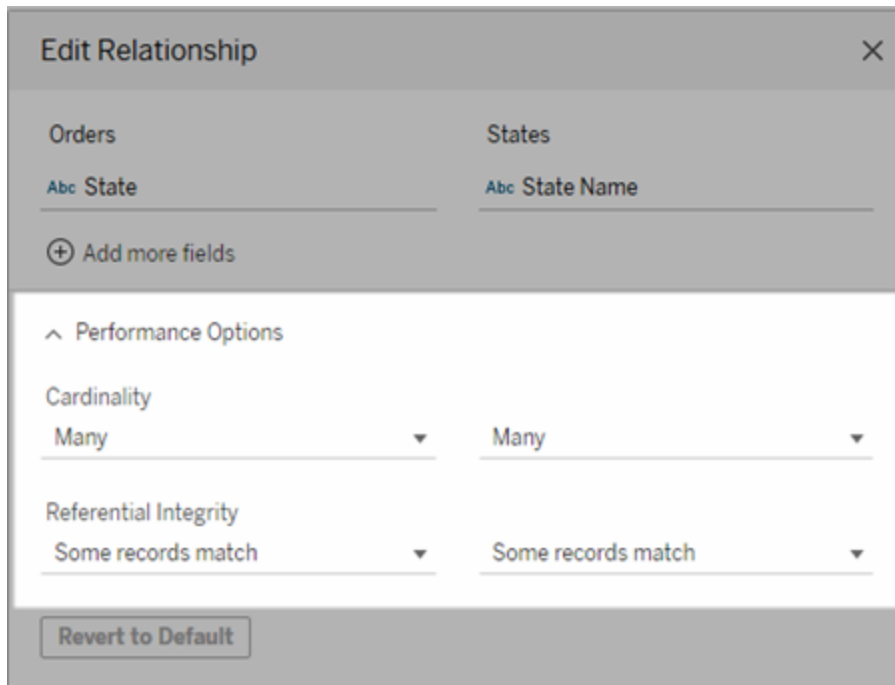 Edit Relationship
Orders States
Abc State Abc State Name
Add more fields
Performance Options
Cardinality
Many Many
Referential Integrity
Some records match Some records match
Revert to Default